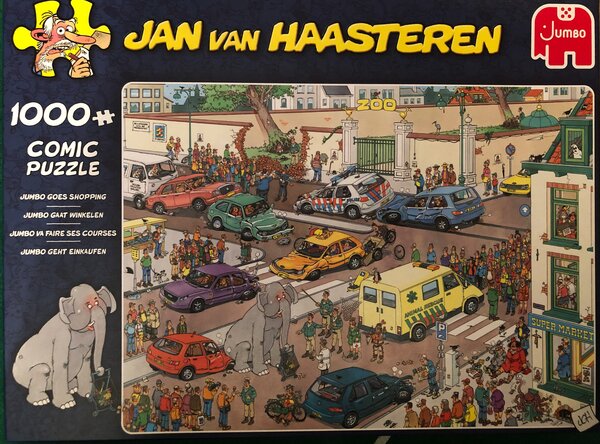 JAN VAN HAASTEREN
JUMBO
1000
COMIC
PUZZLE
JUMBO GOES SHOPPING
JUMBO GAAT WINKELEN
JUMBO VA FAIRE SES COURSES
JUMBO GEHT EINKAUFEN
ZOO
SUPER MARKET